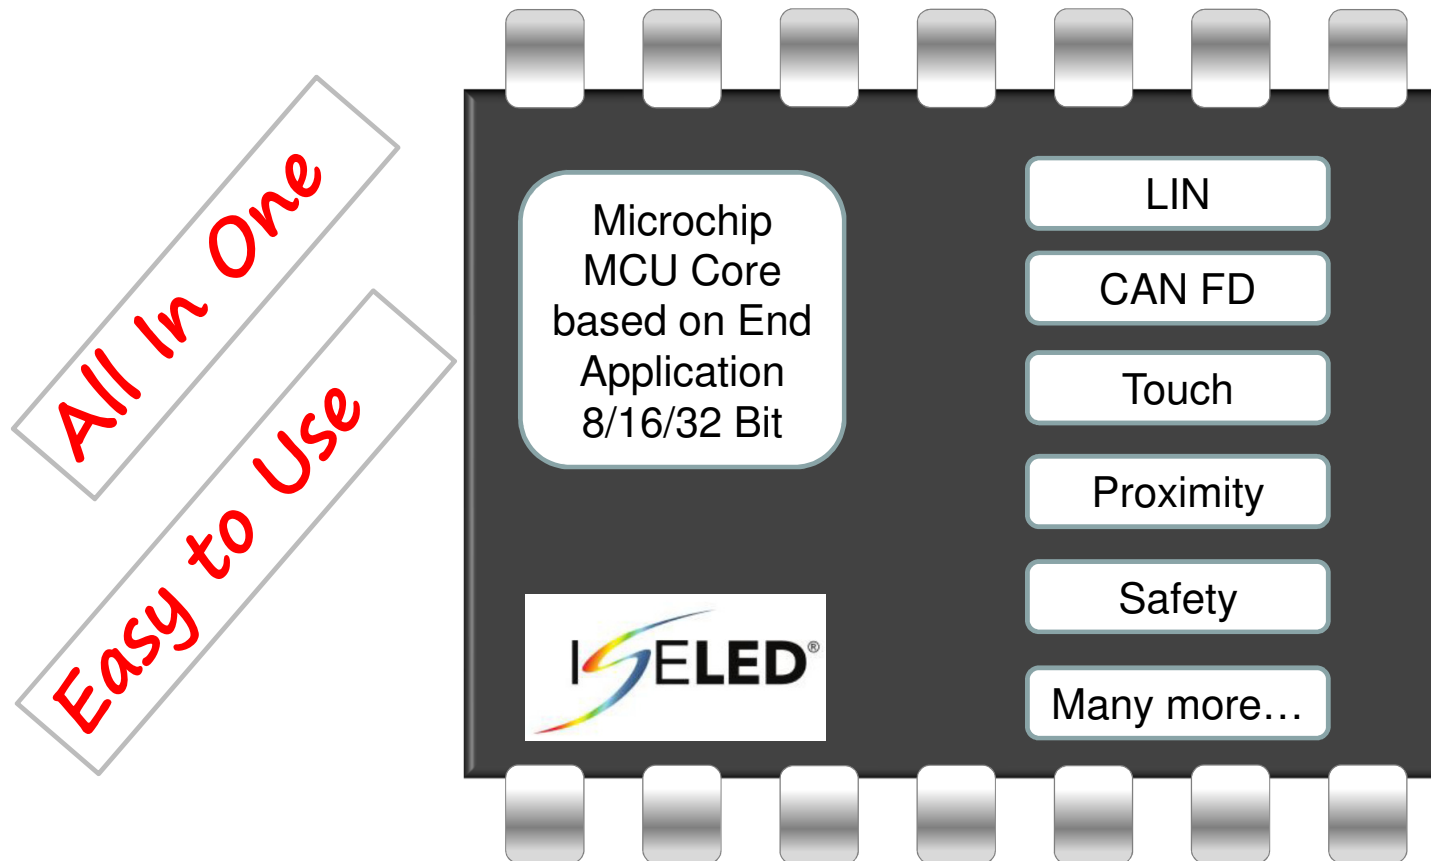 All In One
Easy to Use
Microchip
MCU Core
based on End
Application
8/16/32 Bit
ISELED®
LIN
CAN FD
Touch
Proximity
Safety
Many more…